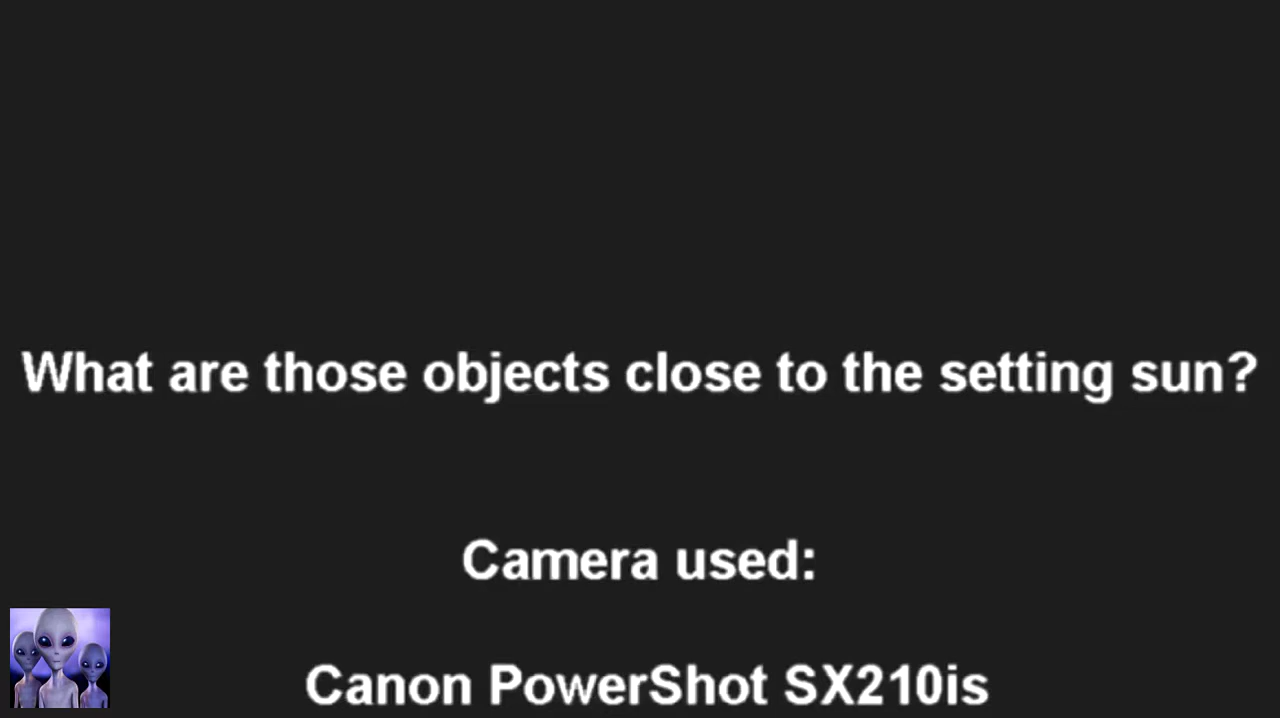 What are those objects close to the setting sun?
Camera used:
Canon PowerShot SX210is